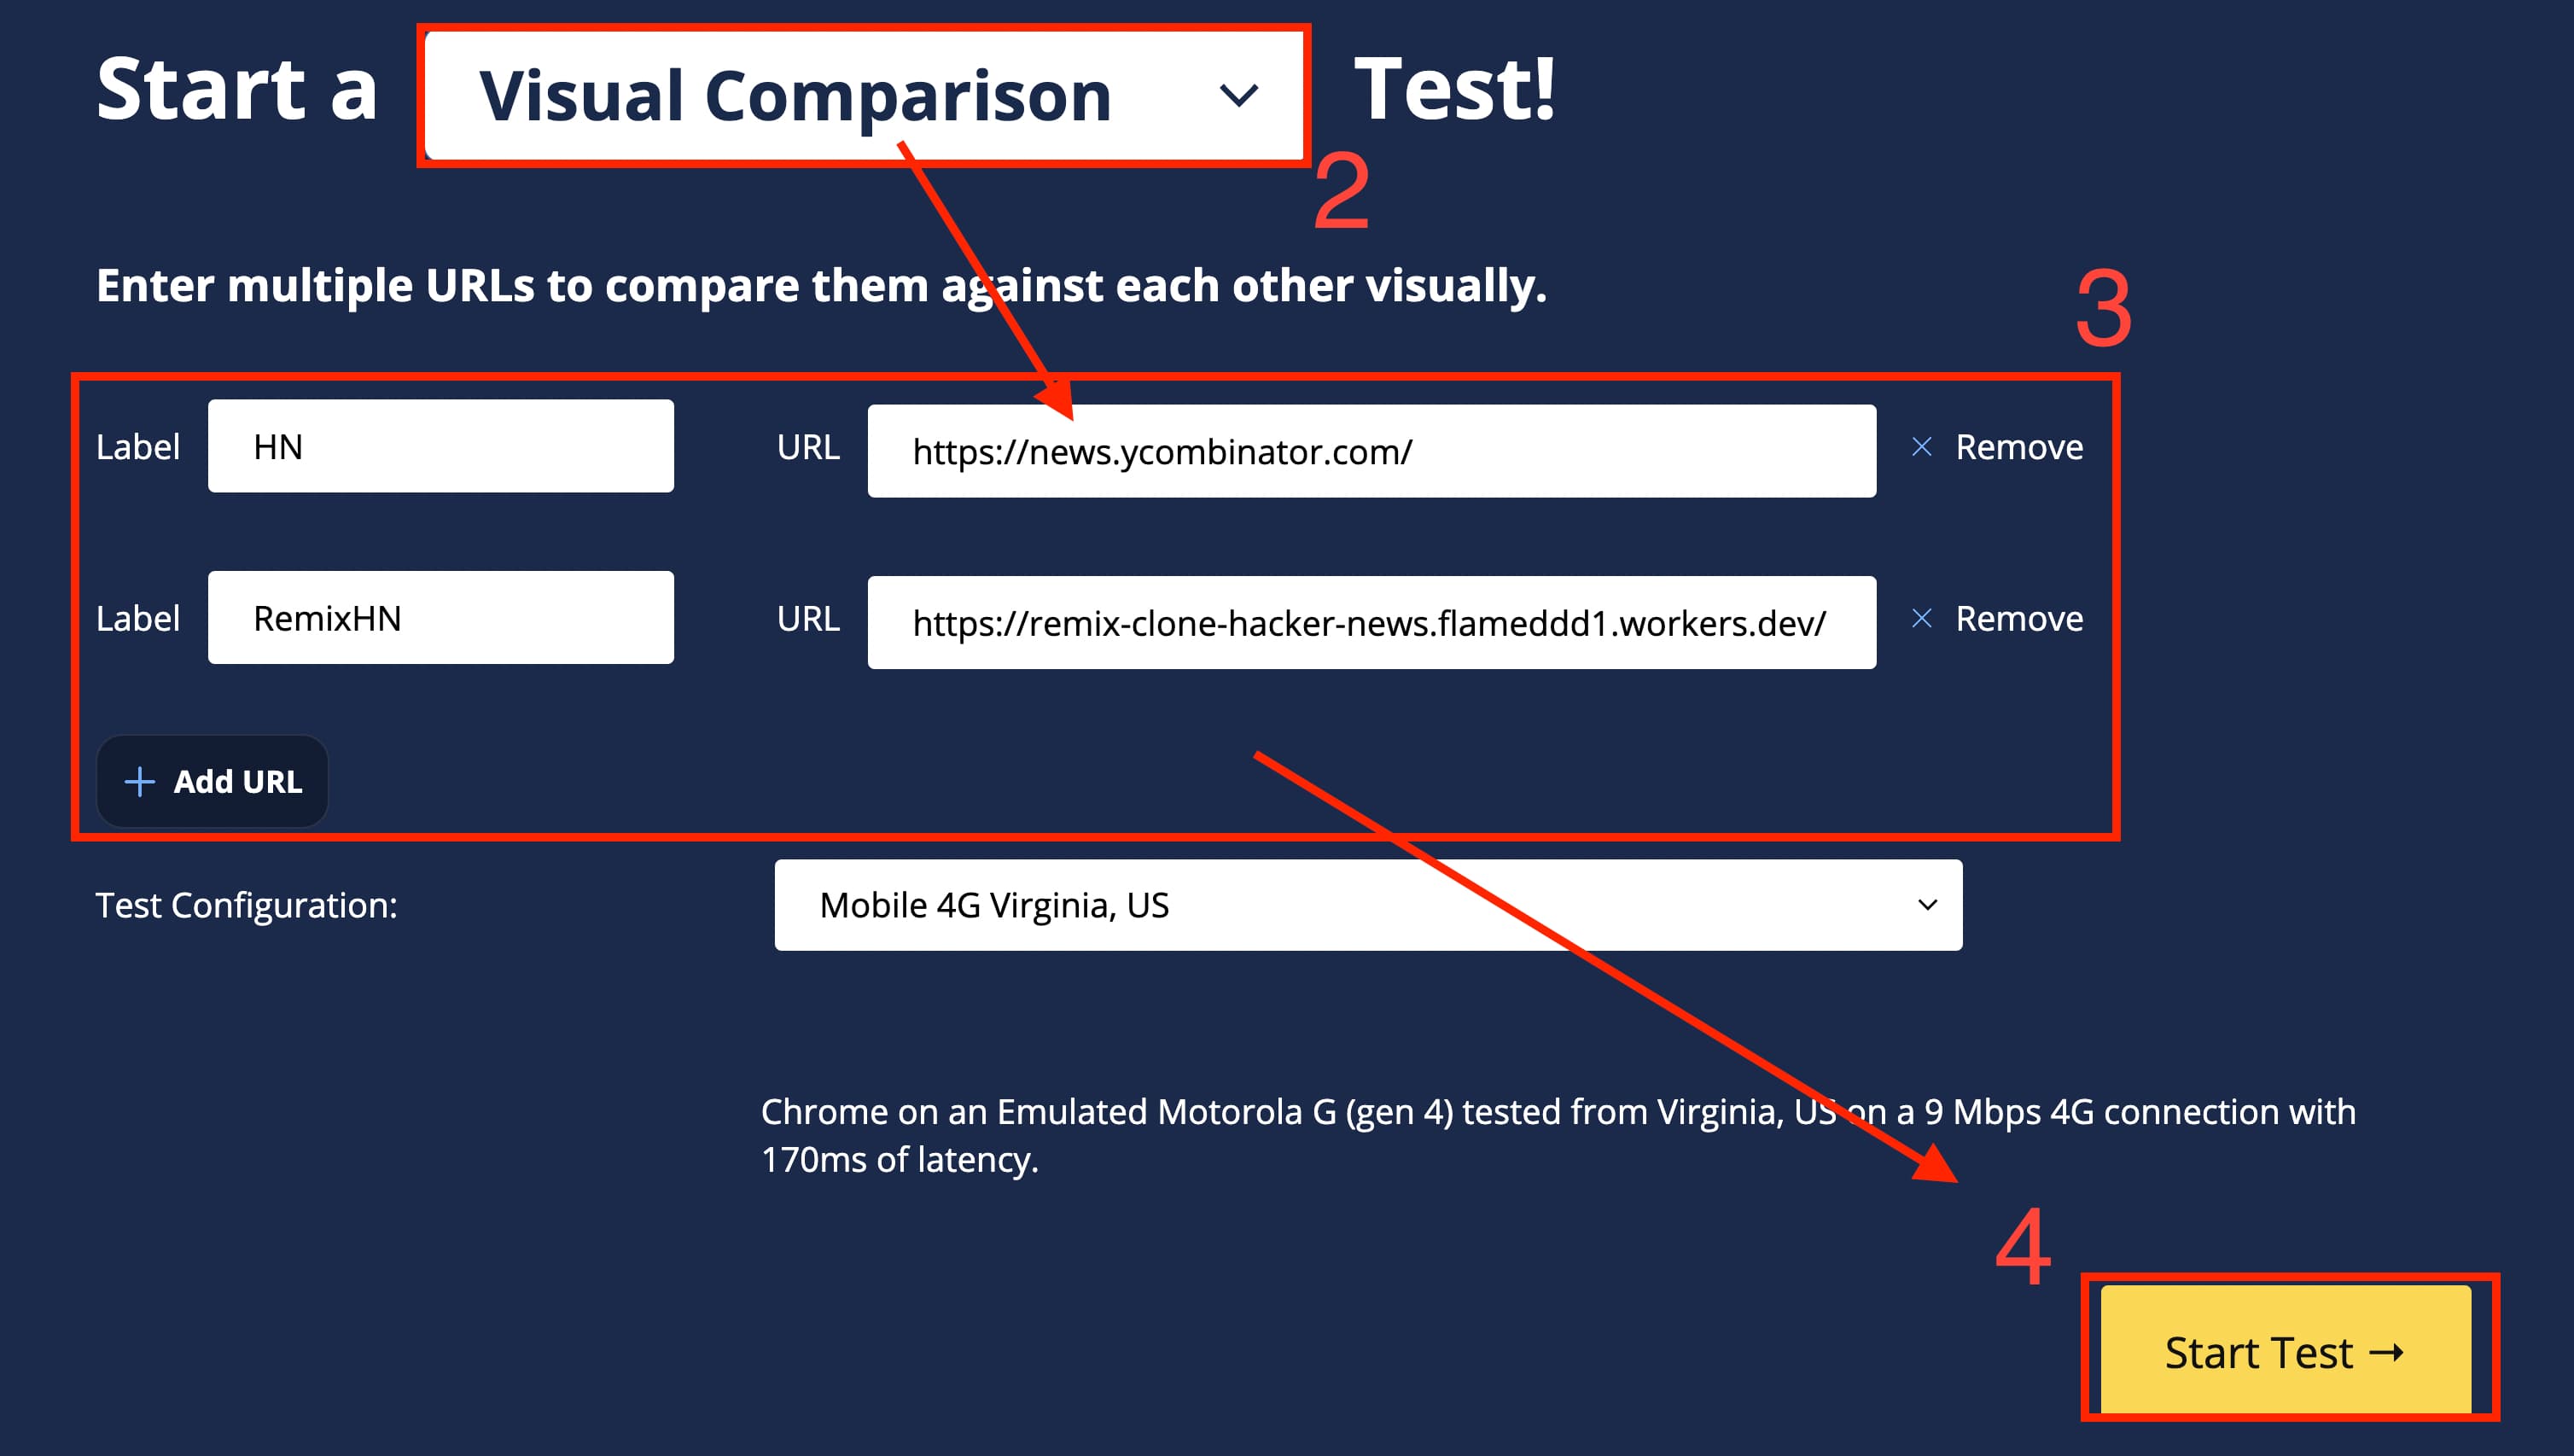 Start a Visual Comparison Test!
2
Enter multiple URLs to compare them against each other visually.
3
Label HN URL https://news.ycombinator.com/ × Remove
Label RemixHN URL https://remix-clone-hacker-news.flameddd1.workers.dev/ × Remove
+ Add URL
Test Configuration: Mobile 4G Virginia, US
Chrome on an Emulated Motorola G (gen 4) tested from Virginia, US on a 9 Mbps 4G connection with
170ms of latency.
4
Start Test →